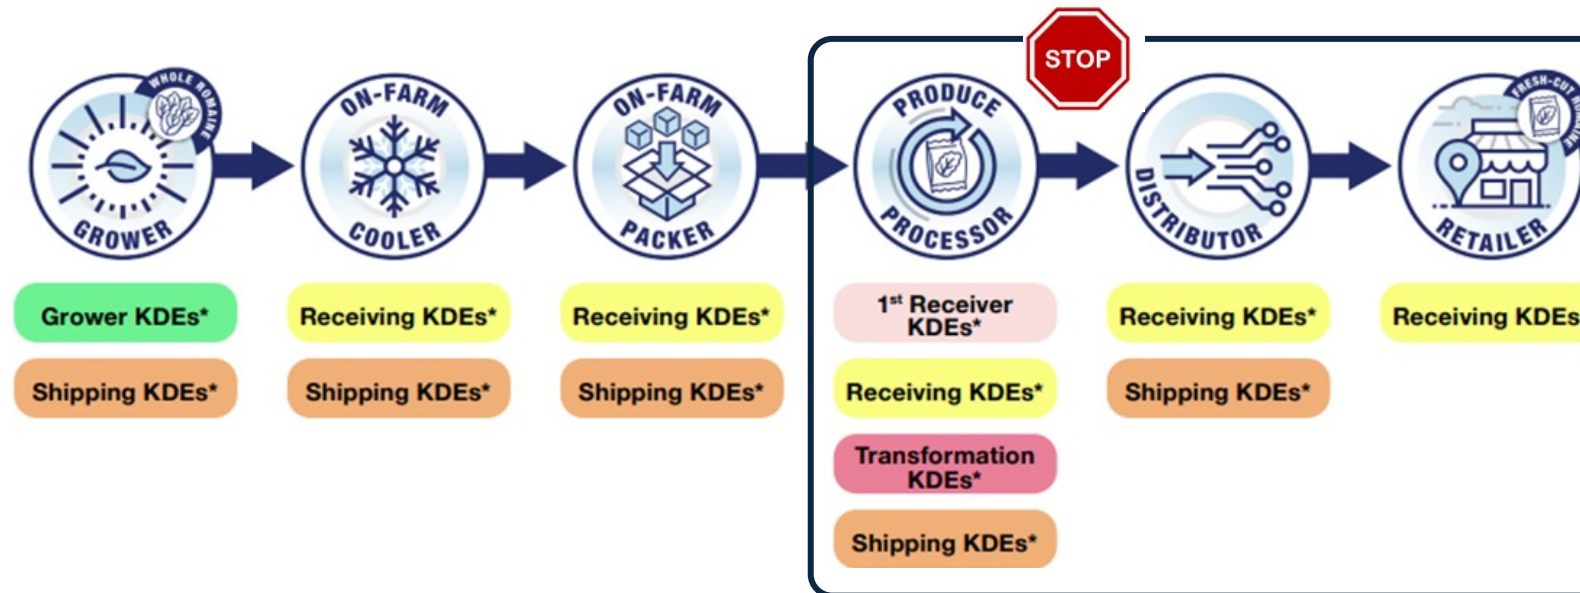 STOP
WHOLE ROMAINE
GROWER
ON-FARM
COOLER
ON-FARM
PACKER
PRODUCE
PROCESSOR
DISTRIBUTOR
FRESH-CUT ROMAINE
RETAILER
Grower KDEs*
Shipping KDEs*
Receiving KDEs*
Shipping KDEs*
Receiving KDEs*
Shipping KDEs*
1st Receiver
KDEs*
Receiving KDEs*
Transformation
KDEs*
Shipping KDEs*
Receiving KDEs*
Shipping KDEs*
Receiving KDEs